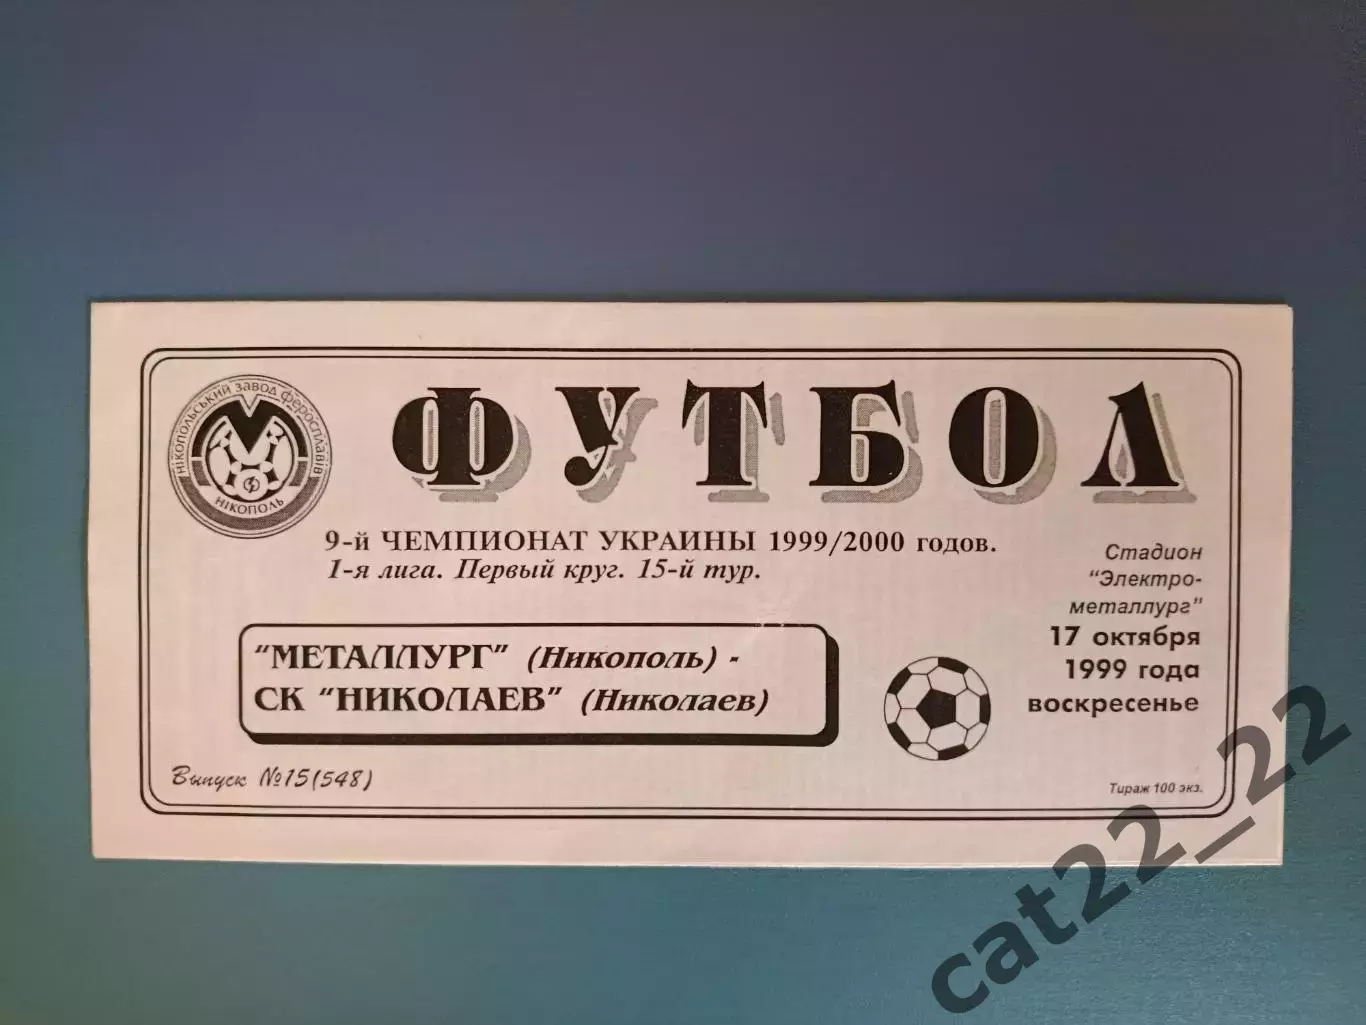 НІКОПОЛЬСЬКИЙ ЗАВОД ФЕРОСПЛАВІВ
НІКОПОЛЬ
ФУТБОЛ
9-й ЧЕМПИОНАТ УКРАИНЫ 1999/2000 годов.
1-я лига. Первый круг. 15-й тур.
Стадион
"Электро-
металлург"
17 октября
1999 года
воскресенье
"МЕТАЛЛУРГ" (Никополь) -
СК "НИКОЛАЕВ" (Николаев)
Выпуск №15(548)
Тираж 100 экз.
cat22_22